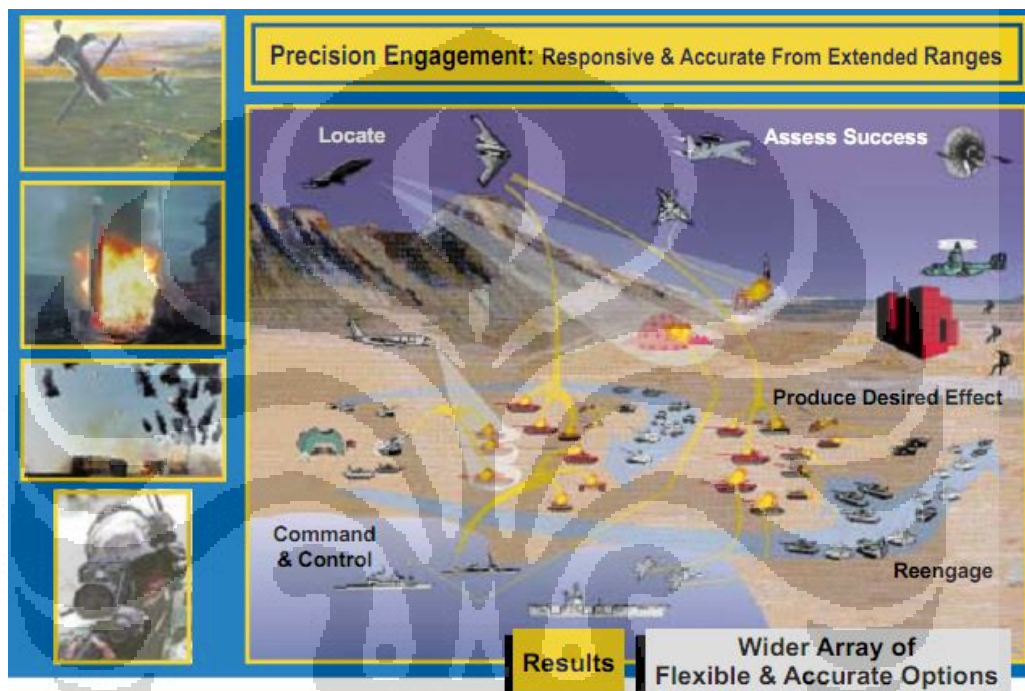 Precision Engagement: Responsive & Accurate From Extended Ranges
Locate
Assess Success
Produce Desired Effect
Command
& Control
Reengage
Results
Wider Array of
Flexible & Accurate Options